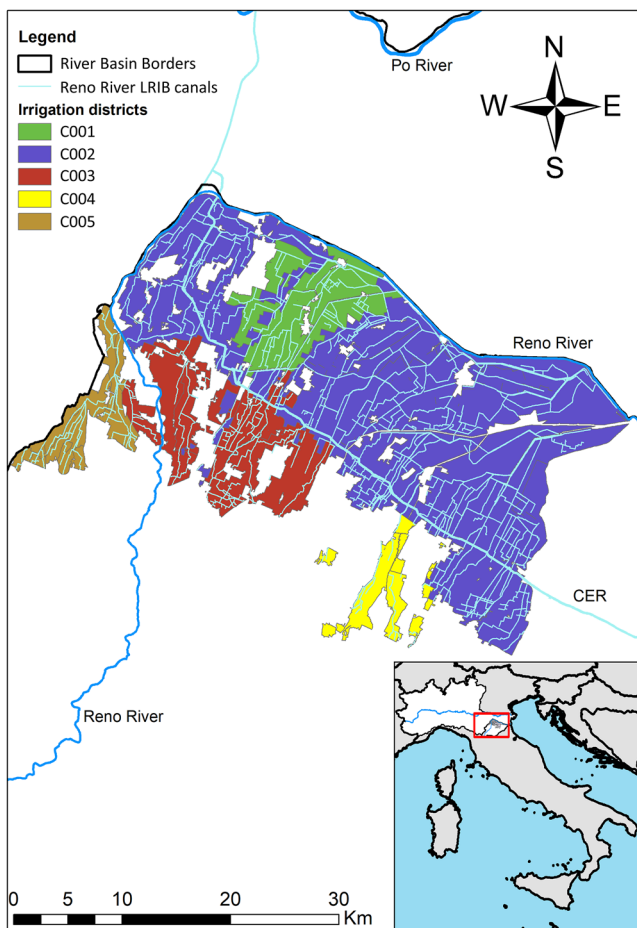 Legend
River Basin Borders
Reno River LRIB canals
Irrigation districts
C001
C002
C003
C004
C005
Po River
N
W E
S
Reno River
CER
Reno River
0 5 10 20 30
Km